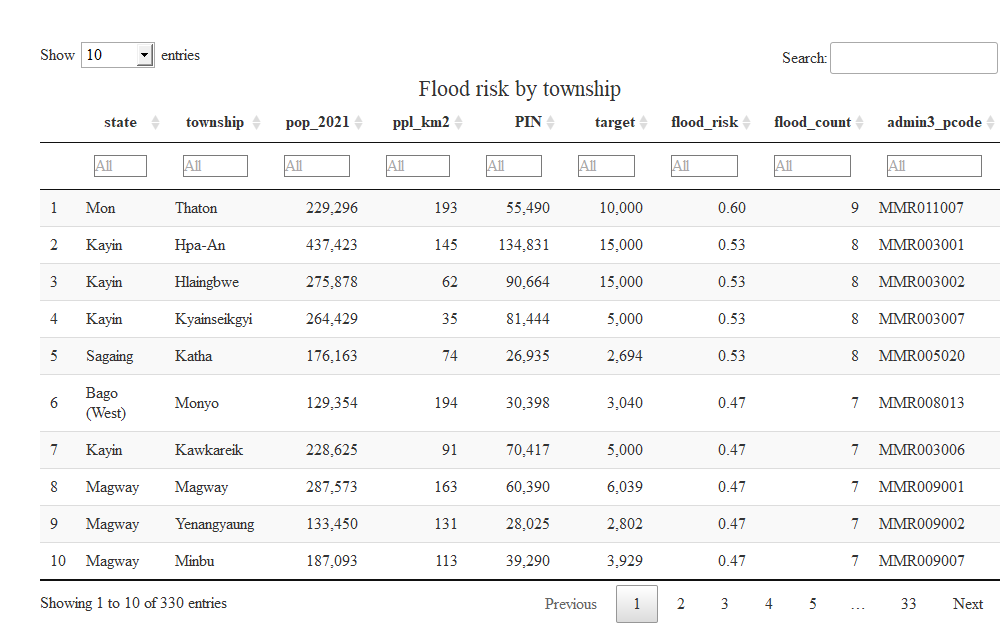 Show 10 entries Search:
Flood risk by township
state township pop_2021 ppl_km2 PIN target flood_risk flood_count admin3_pcode
All All All All All All All All All
1 Mon Thaton 229,296 193 55,490 10,000 0.60 9 MMR011007
2 Kayin Hpa-An 437,423 145 134,831 15,000 0.53 8 MMR003001
3 Kayin Hlaingbwe 275,878 62 90,664 15,000 0.53 8 MMR003002
4 Kayin Kyainseikgyi 264,429 35 81,444 5,000 0.53 8 MMR003007
5 Sagaing Katha 176,163 74 26,935 2,694 0.53 8 MMR005020
6 Bago (West) Monyo 129,354 194 30,398 3,040 0.47 7 MMR008013
7 Kayin Kawkareik 228,625 91 70,417 5,000 0.47 7 MMR003006
8 Magway Magway 287,573 163 60,390 6,039 0.47 7 MMR009001
9 Magway Yenangyaung 133,450 131 28,025 2,802 0.47 7 MMR009002
10 Magway Minbu 187,093 113 39,290 3,929 0.47 7 MMR009007
Showing 1 to 10 of 330 entries Previous 1 2 3 4 5 … 33 Next